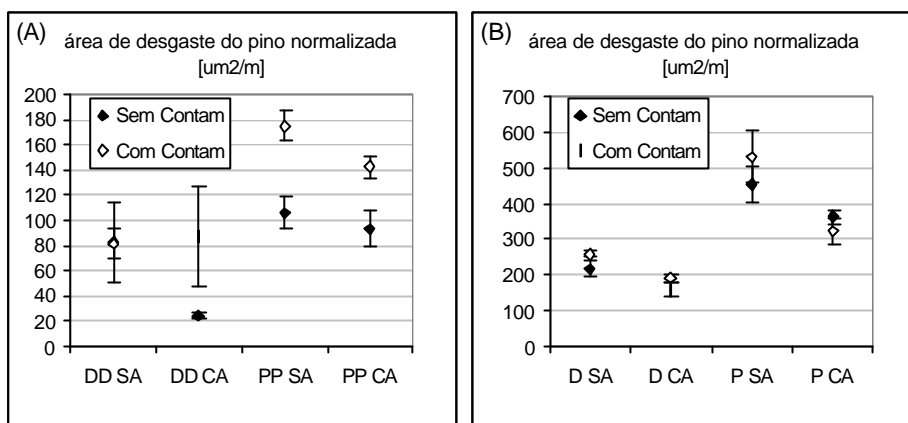 (A)
área de desgaste do pino normalizada
[um2/m]
200
180
160
140
120
100
80
60
40
20
0
Sem Contam
Com Contam
DD SA DD CA PP SA PP CA
(B)
área de desgaste do pino normalizada
[um2/m]
700
600
500
400
300
200
100
0
Sem Contam
Com Contam
D SA D CA P SA P CA